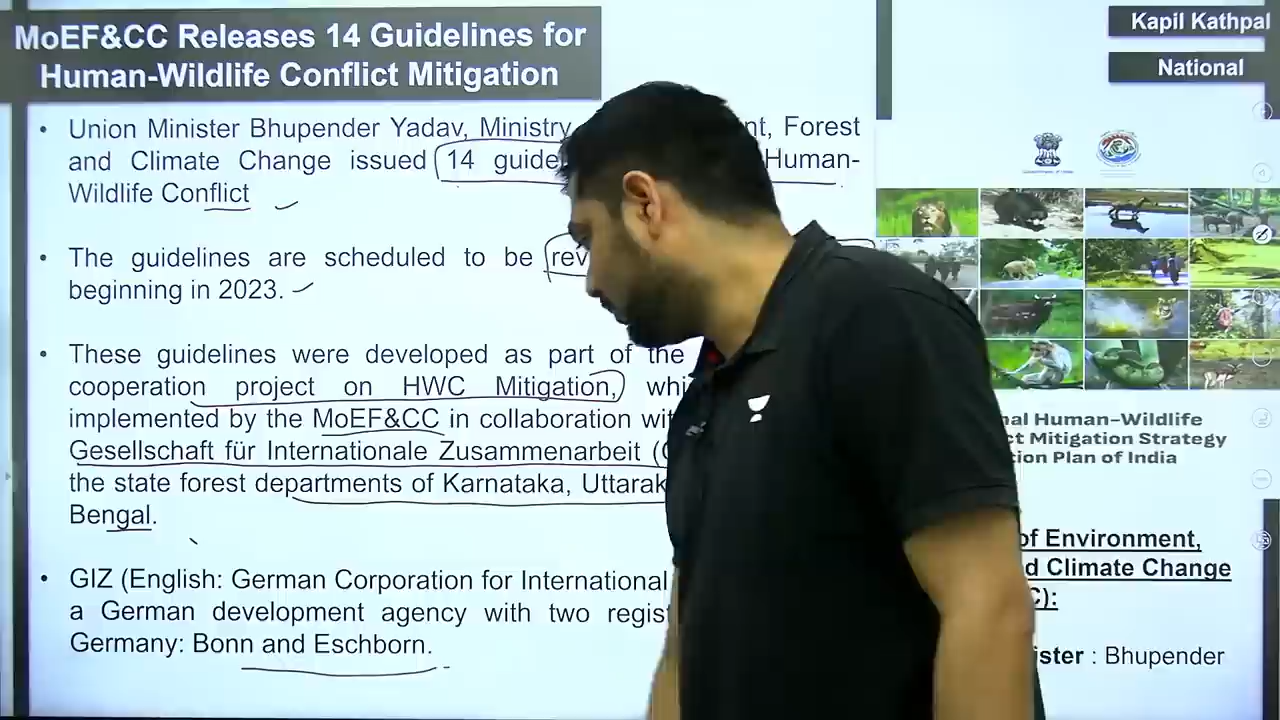 MoEF&CC Releases 14 Guidelines for
Human-Wildlife Conflict Mitigation
Kapil Kathpal
National
• Union Minister Bhupender Yadav, Ministry nt, Forest
and Climate Change issued 14 guide Human-
Wildlife Conflict
• The guidelines are scheduled to be rev
beginning in 2023.
• These guidelines were developed as part of the
cooperation project on HWC Mitigation, whi
implemented by the MoEF&CC in collaboration wit
Gesellschaft für Internationale Zusammenarbeit (
the state forest departments of Karnataka, Uttarak
Bengal.
• GIZ (English: German Corporation for International
a German development agency with two regist
Germany: Bonn and Eschborn.
nal Human-Wildlife
ct Mitigation Strategy
tion Plan of India
of Environment,
d Climate Change
C):
ister : Bhupender